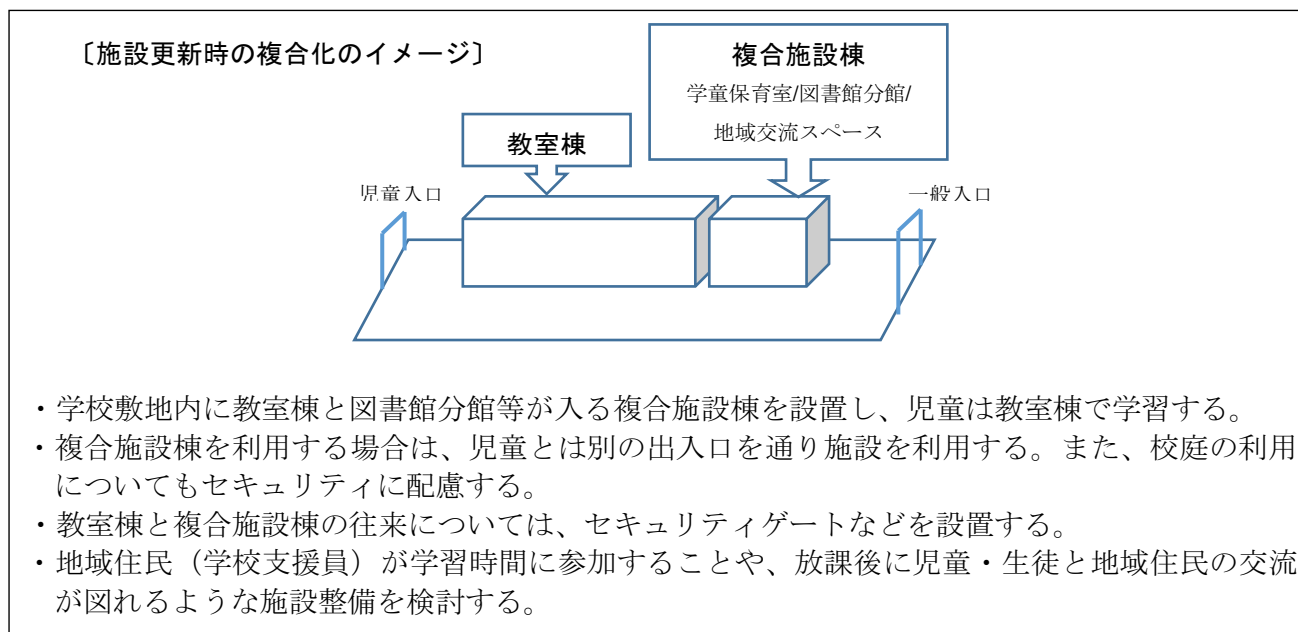 〔施設更新時の複合化のイメージ〕
複合施設棟
学童保育室/図書館分館/
地域交流スペース
教室棟
児童入口
一般入口
・学校敷地内に教室棟と図書館分館等が入る複合施設棟を設置し、児童は教室棟で学習する。
・複合施設棟を利用する場合は、児童とは別の出入口を通り施設を利用する。また、校庭の利用
についてもセキュリティに配慮する。
・教室棟と複合施設棟の往来については、セキュリティゲートなどを設置する。
・地域住民（学校支援員）が学習時間に参加することや、放課後に児童・生徒と地域住民の交流
が図れるような施設整備を検討する。